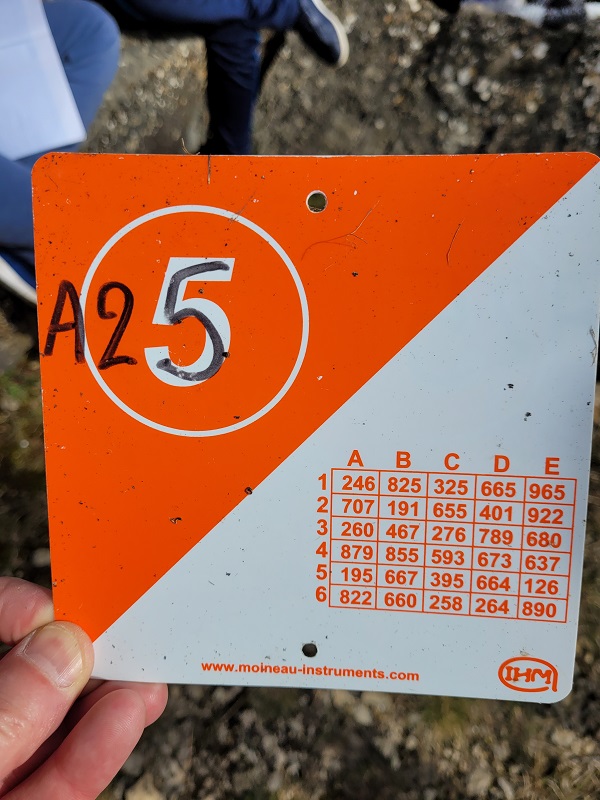 A25
A B C D E
1 246 825 325 665 965
2 707 191 655 401 922
3 260 467 276 789 680
4 879 855 593 673 637
5 195 667 395 664 126
6 822 660 258 264 890
www.moineau-instruments.com
IHM